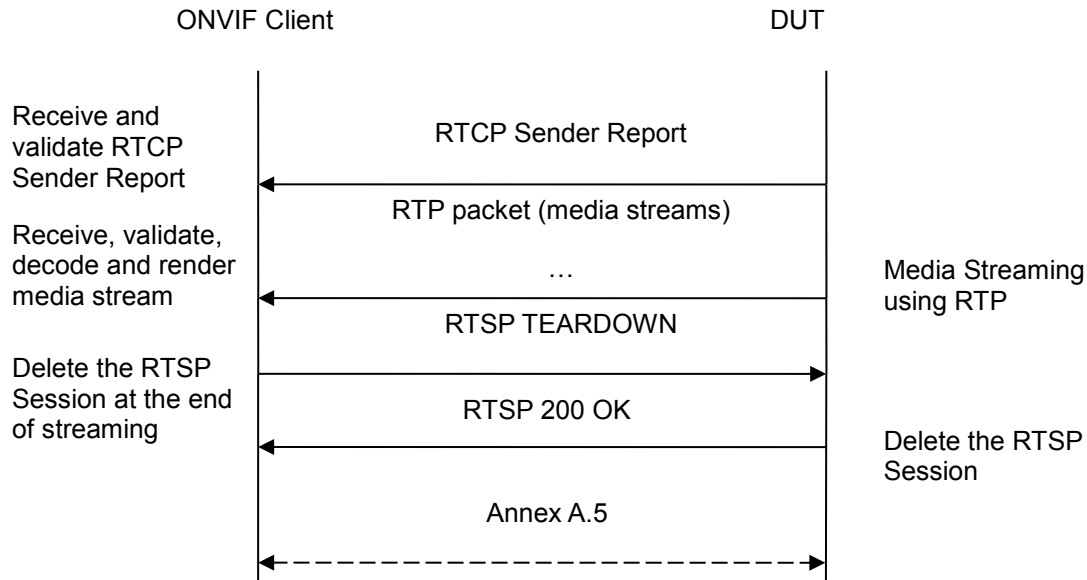 ONVIF Client
DUT
Receive and
validate RTCP
Sender Report
RTCP Sender Report
RTP packet (media streams)
Receive, validate,
decode and render
media stream
…
Media Streaming
using RTP
RTSP TEARDOWN
Delete the RTSP
Session at the end
of streaming
RTSP 200 OK
Delete the RTSP
Session
Annex A.5